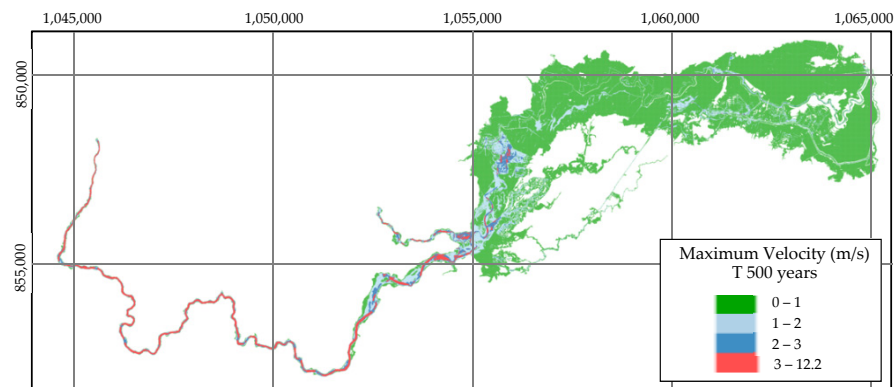 1,045,000 1,050,000 1,055,000 1,060,000 1,065,000
850,000
855,000
Maximum Velocity (m/s)
T 500 years
0 – 1
1 – 2
2 – 3
3 – 12.2